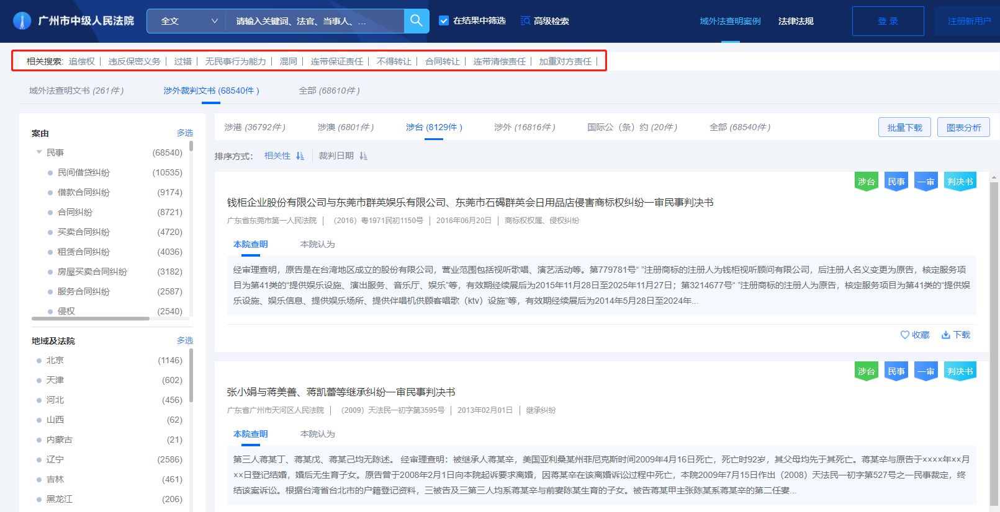 广州市中级人民法院
全文
请输入关键词、法官、当事人、...
在结果中筛选
高级检索
域外法查明案例
法律法规
登 录
注册新用户
相关搜索: 追偿权 | 违反保密义务 | 过错 | 无民事行为能力 | 混同 | 连带保证责任 | 不得转让 | 合同转让 | 连带清偿责任 | 加重对方责任 |
域外法查明文书 (261件)
涉外裁判文书 (68540件)
全部 (68610件)
案由 多选
民事 (68540)
民间借贷纠纷 (10535)
借款合同纠纷 (9174)
合同纠纷 (8721)
买卖合同纠纷 (4720)
租赁合同纠纷 (4036)
房屋买卖合同纠纷 (3182)
服务合同纠纷 (2587)
侵权 (2540)
地域及法院 多选
北京 (1146)
天津 (602)
河北 (456)
山西 (62)
内蒙古 (21)
辽宁 (2586)
吉林 (461)
黑龙江 (206)
涉港 (36792件)
涉澳 (6801件)
涉台 (8129件)
涉外 (16816件)
国际公（条）约 (20件)
全部 (68540件)
批量下载
图表分析
排序方式： 相关性 | 裁判日期
涉台 民事 一审 判决书
钱柜企业股份有限公司与东莞市群英娱乐有限公司、东莞市石碣群英会日用品店侵害商标权纠纷一审民事判决书
广东省东莞市第一人民法院 | （2016）粤1971民初1150号 | 2016年06月20日 | 商标权权属、侵权纠纷
本院查明 本院认为
经审理查明，原告是在台湾地区成立的股份有限公司，营业范围包括视听歌唱、演艺活动等。第779781号“ ”注册商标的注册人为钱柜视听顾问有限公司，后注册人名义变更为原告，核定服务项
目为第41类的“提供娱乐设施、演出服务、音乐厅、娱乐”等，有效期经续展后为2015年11月28日至2025年11月27日；第3214677号“ ”注册商标的注册人为原告，核定服务项目为第41类的“提供娱
乐设施、娱乐信息、提供娱乐场所、提供伴唱机供顾客唱歌（ktv）设施”等，有效期经续展后为2014年5月28日至2024年...
收藏 下载
涉台 民事 一审 判决书
张小娟与蒋美善、蒋凯蕾等继承纠纷一审民事判决书
广东省广州市天河区人民法院 | （2009）天法民一初字第3595号 | 2013年02月01日 | 继承纠纷
本院查明 本院认为
第三人蒋某丁、蒋某戊、蒋某己均无陈述。 经审理查明：被继承人蒋某辛，美国亚利桑某州菲尼克斯时间2009年4月16日死亡，死亡时92岁，其父母均先于其死亡。蒋某辛与原告于××××年××月
××日登记结婚，婚后无生育子女。原告曾于2008年2月1日向本院起诉要求离婚，因蒋某辛在该离婚诉讼过程中死亡，本院2009年7月15日作出（2008）天法民一初字第527号之一民事裁定，终
结该案诉讼。根据台湾省台北市的户籍登记资料，三被告及三第三人均系蒋某辛与前妻陈某生育的子女。被告蒋某甲主张陈某系蒋某辛的第二任妻...